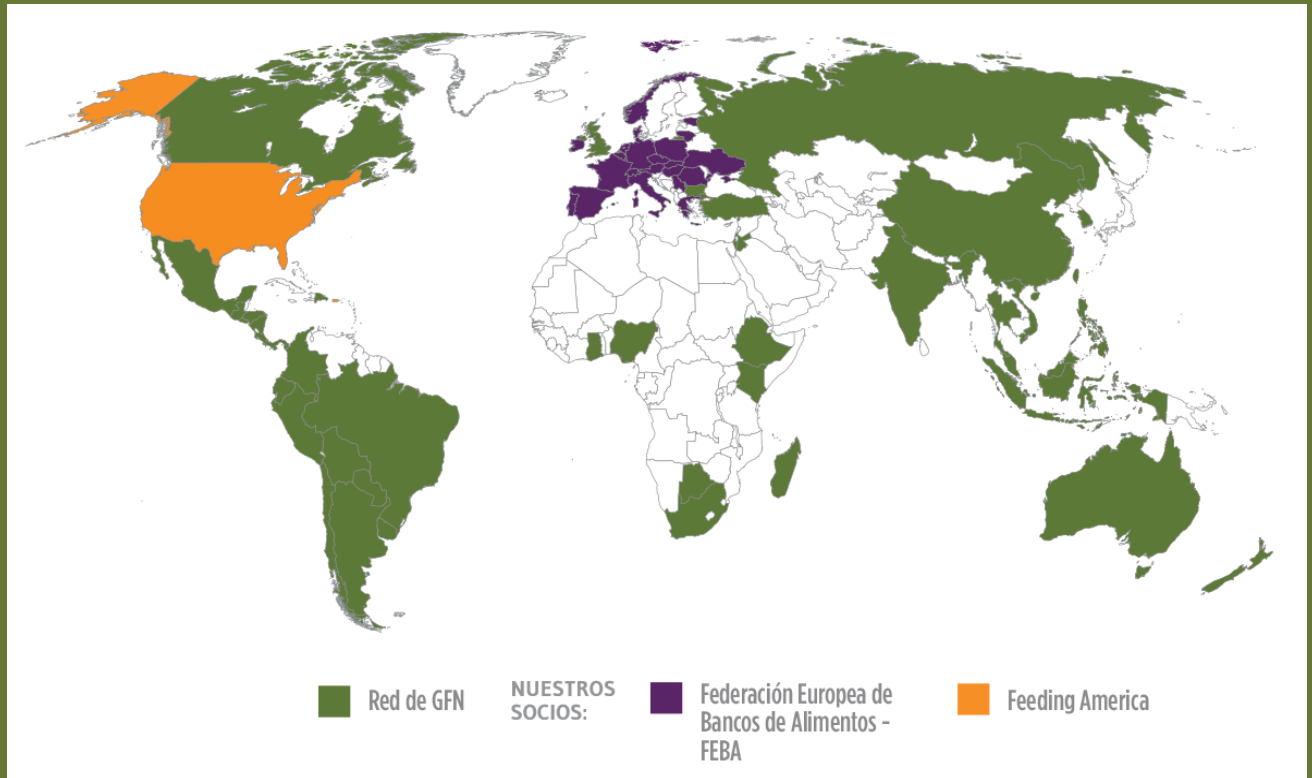 Red de GFN
NUESTROS
SOCIOS:
Federación Europea de
Bancos de Alimentos -
FEBA
Feeding America